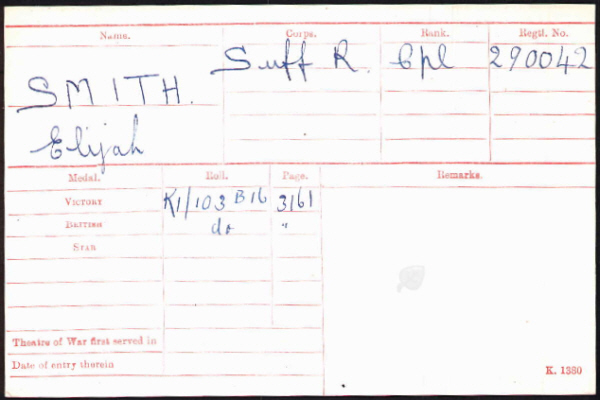 Name. Corps. Rank. Regtl. No.
SMITH. Suff R. Cpl 290042
Elijah
Medal. Roll. Page. Remarks.
VICTORY K1/103 B16 3161
BRITISH do "
STAR
Theatre of War first served in
Date of entry therein
K. 1380